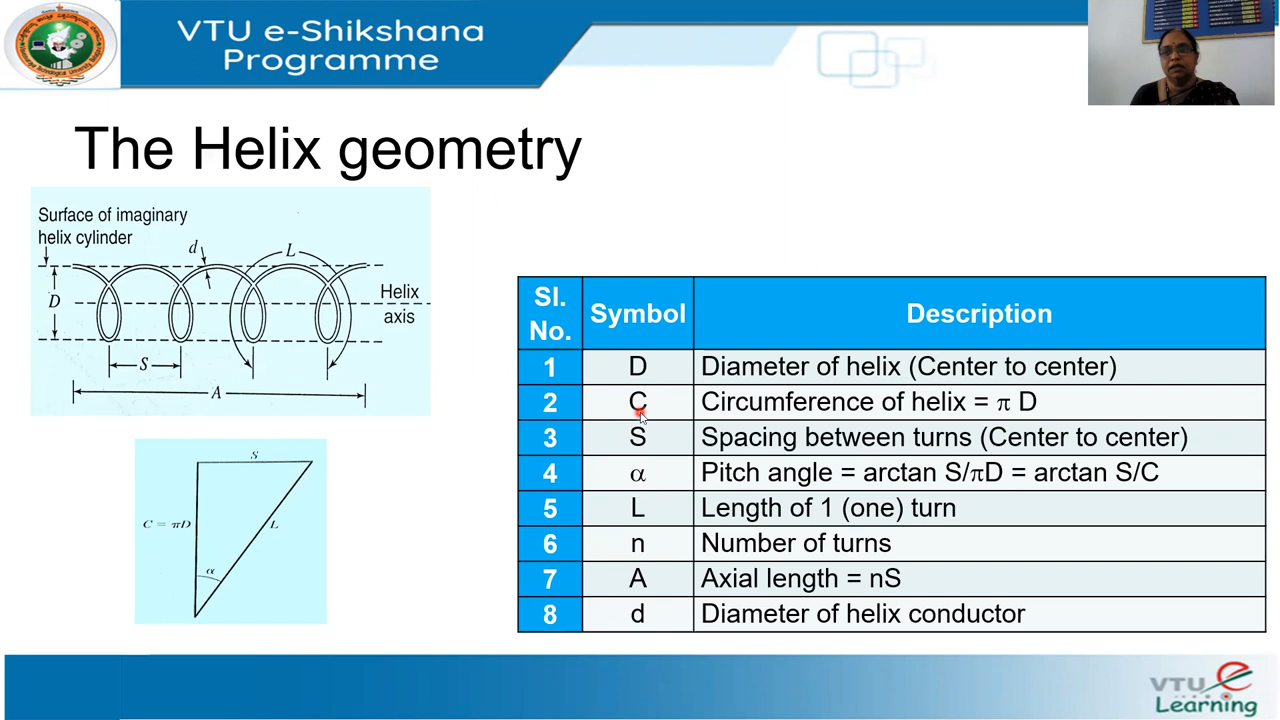 VTU e-Shikshana
Programme
The Helix geometry
Surface of imaginary
helix cylinder
d
L
D
Helix
axis
S
A
S
C = πD
L
α
Sl. No. Symbol Description
1 D Diameter of helix (Center to center)
2 C Circumference of helix = π D
3 S Spacing between turns (Center to center)
4 α Pitch angle = arctan S/πD = arctan S/C
5 L Length of 1 (one) turn
6 n Number of turns
7 A Axial length = nS
8 d Diameter of helix conductor
VTU e
Learning